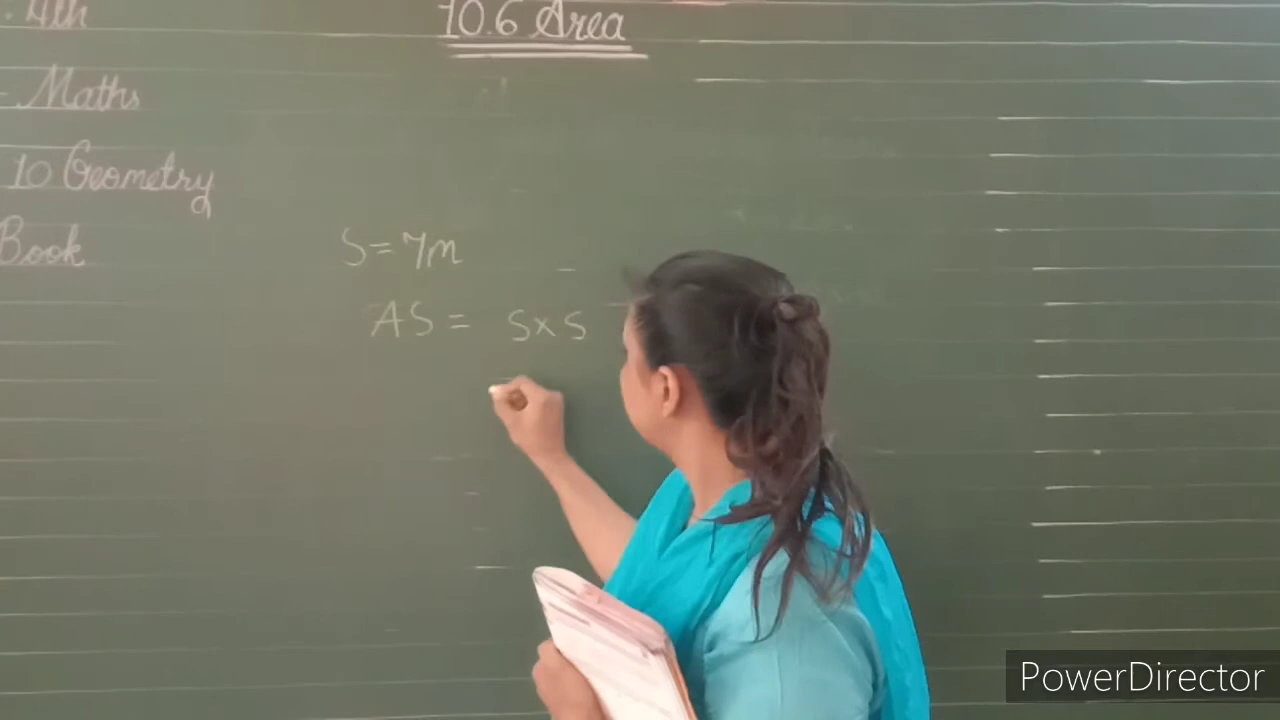 4th
10.6 Area
- Maths
10 Geometry
Book
S = 7m
AS = S×S
PowerDirector